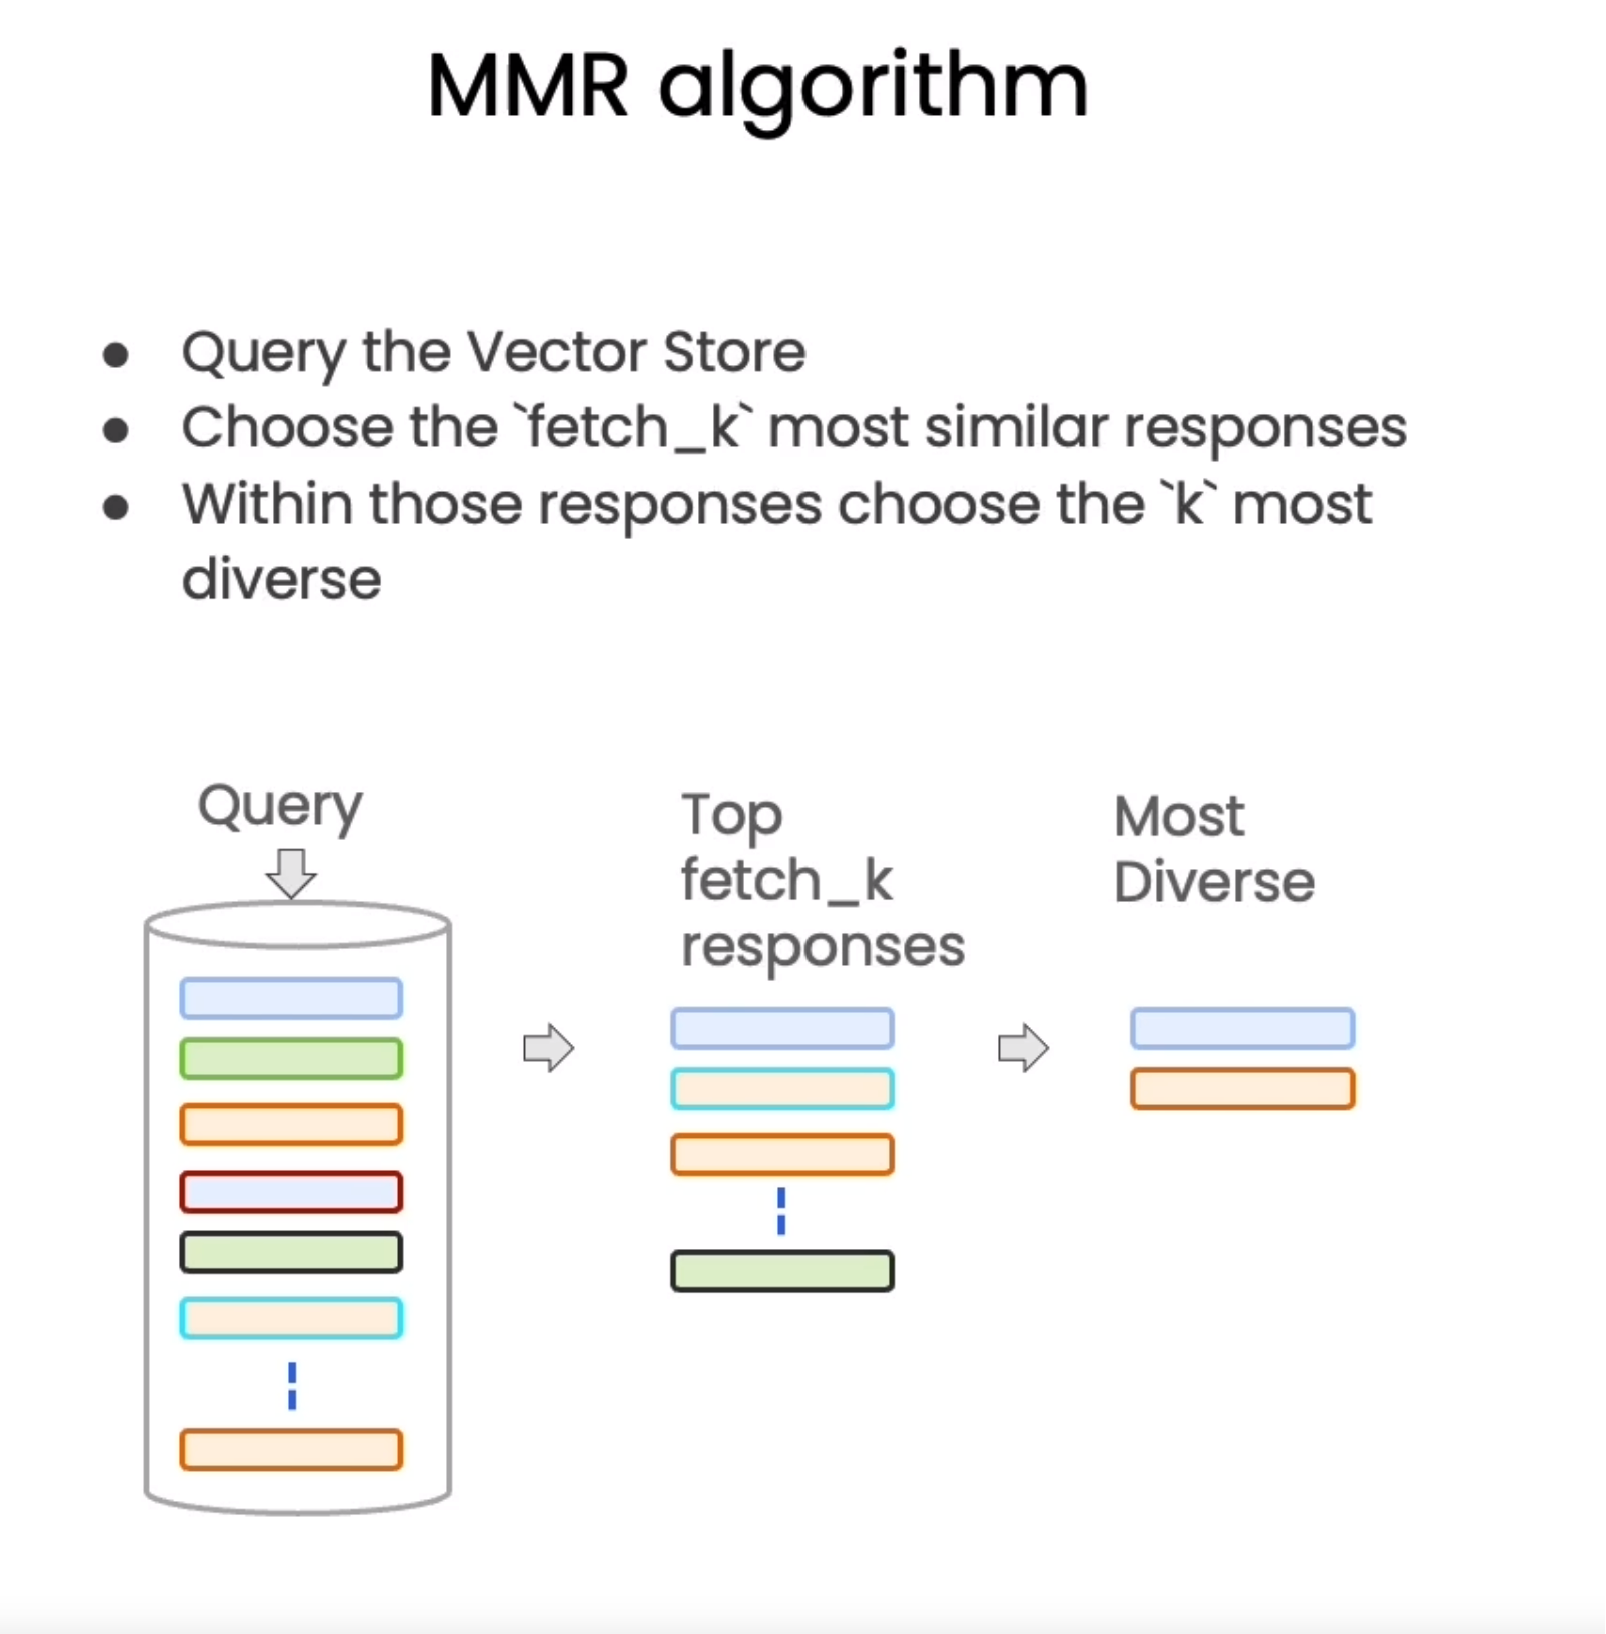 MMR algorithm
● Query the Vector Store
● Choose the `fetch_k` most similar responses
● Within those responses choose the `k` most
diverse
Query
Top
fetch_k
responses
Most
Diverse